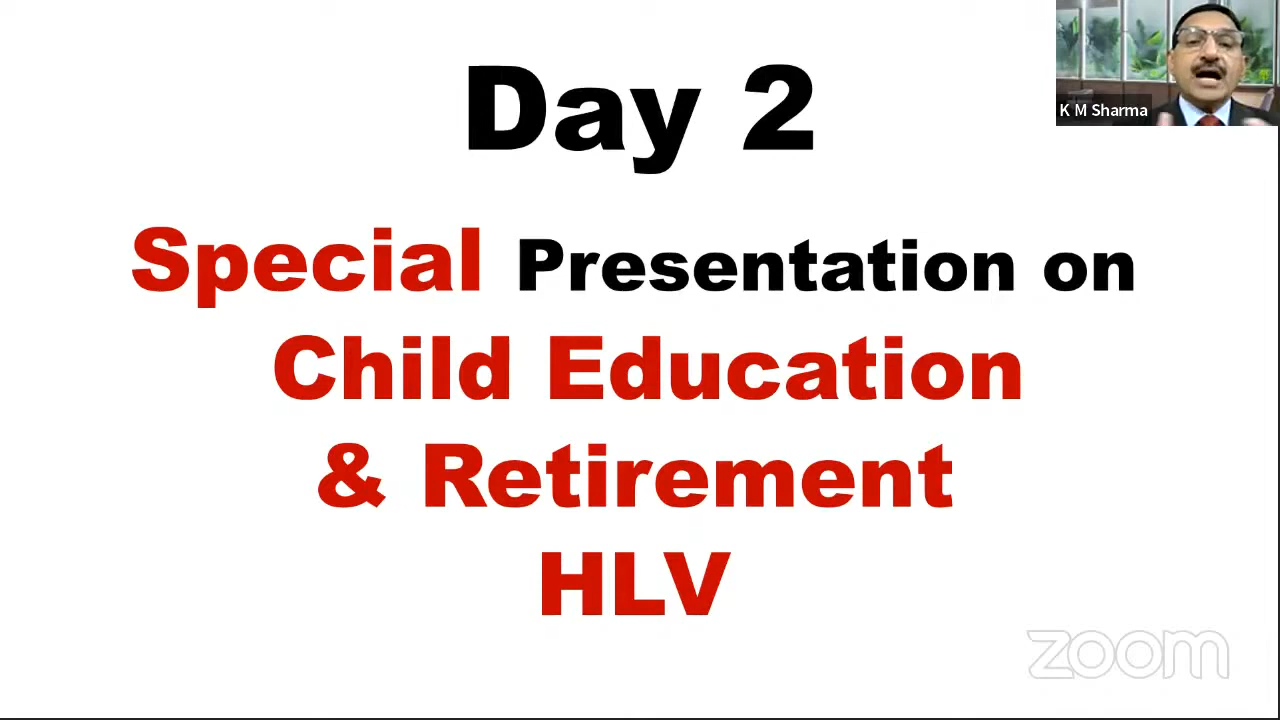 Day 2
K M Sharma
Special Presentation on
Child Education
& Retirement
HLV
zoom